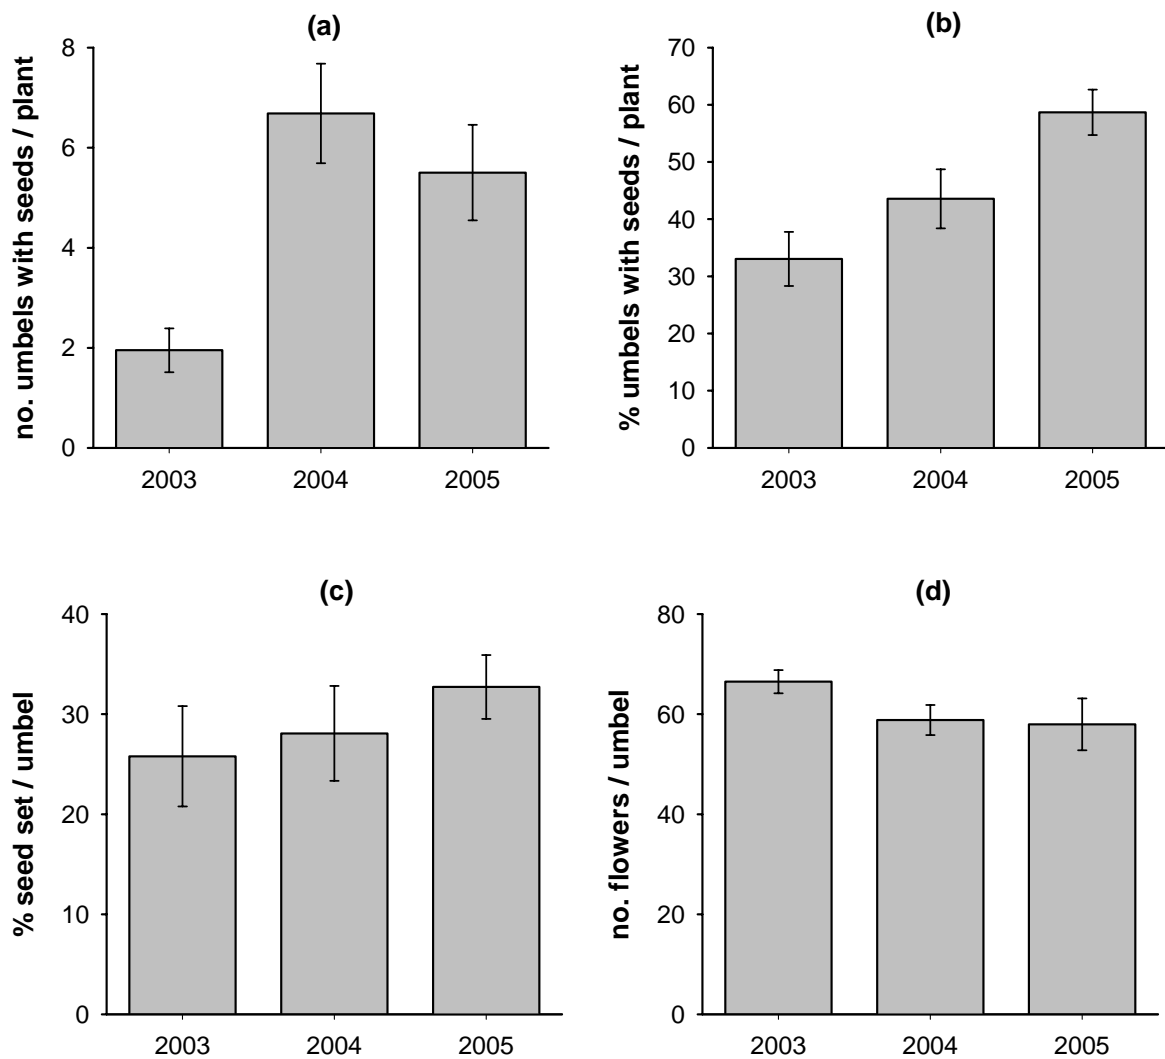 (a)
no. umbels with seeds / plant
8
6
4
2
0
2003 2004 2005
(b)
% umbels with seeds / plant
70
60
50
40
30
20
10
0
2003 2004 2005
(c)
% seed set / umbel
40
30
20
10
0
2003 2004 2005
(d)
no. flowers / umbel
80
60
40
20
0
2003 2004 2005